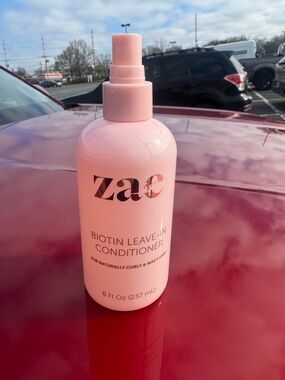 zae
BIOTIN LEAVE-IN
CONDITIONER
FOR NATURALLY CURLY & WAVY HAIR
8 Fl Oz (237 mL)